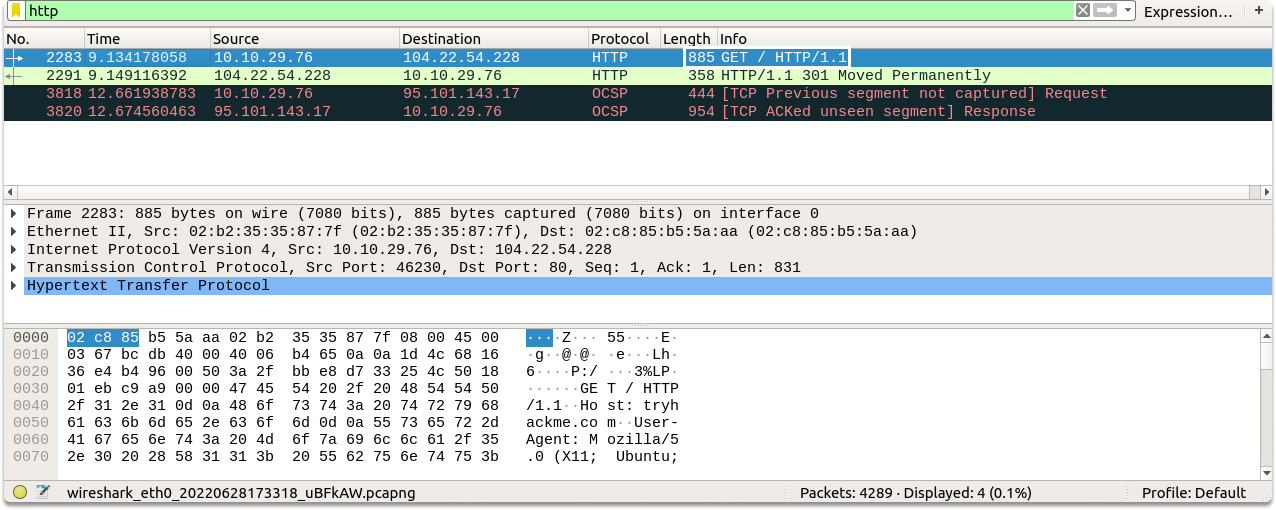 http Expression… +
No. Time Source Destination Protocol Length Info
2283 9.134178058 10.10.29.76 104.22.54.228 HTTP 885 GET / HTTP/1.1
2291 9.149116392 104.22.54.228 10.10.29.76 HTTP 358 HTTP/1.1 301 Moved Permanently
3818 12.661938783 10.10.29.76 95.101.143.17 OCSP 444 [TCP Previous segment not captured] Request
3820 12.674560463 95.101.143.17 10.10.29.76 OCSP 954 [TCP ACKed unseen segment] Response
Frame 2283: 885 bytes on wire (7080 bits), 885 bytes captured (7080 bits) on interface 0
Ethernet II, Src: 02:b2:35:35:87:7f (02:b2:35:35:87:7f), Dst: 02:c8:85:b5:5a:aa (02:c8:85:b5:5a:aa)
Internet Protocol Version 4, Src: 10.10.29.76, Dst: 104.22.54.228
Transmission Control Protocol, Src Port: 46230, Dst Port: 80, Seq: 1, Ack: 1, Len: 831
Hypertext Transfer Protocol
0000 02 c8 85 b5 5a aa 02 b2 35 35 87 7f 08 00 45 00 ····Z··· 55····E·
0010 03 67 bc db 40 00 40 06 b4 65 0a 0a 1d 4c 68 16 ·g··@·@· ·e···Lh·
0020 36 e4 b4 96 00 50 3a 2f bb e8 d7 33 25 4c 50 18 6····P:/ ···3%LP·
0030 01 eb c9 a9 00 00 47 45 54 20 2f 20 48 54 54 50 ······GE T / HTTP
0040 2f 31 2e 31 0d 0a 48 6f 73 74 3a 20 74 72 79 68 /1.1··Ho st: tryh
0050 61 63 6b 6d 65 2e 63 6f 6d 0d 0a 55 73 65 72 2d ackme.co m··User-
0060 41 67 65 6e 74 3a 20 4d 6f 7a 69 6c 6c 61 2f 35 Agent: M ozilla/5
0070 2e 30 20 28 58 31 31 3b 20 55 62 75 6e 74 75 3b .0 (X11; Ubuntu;
wireshark_eth0_20220628173318_uBFkAW.pcapng Packets: 4289 · Displayed: 4 (0.1%) Profile: Default